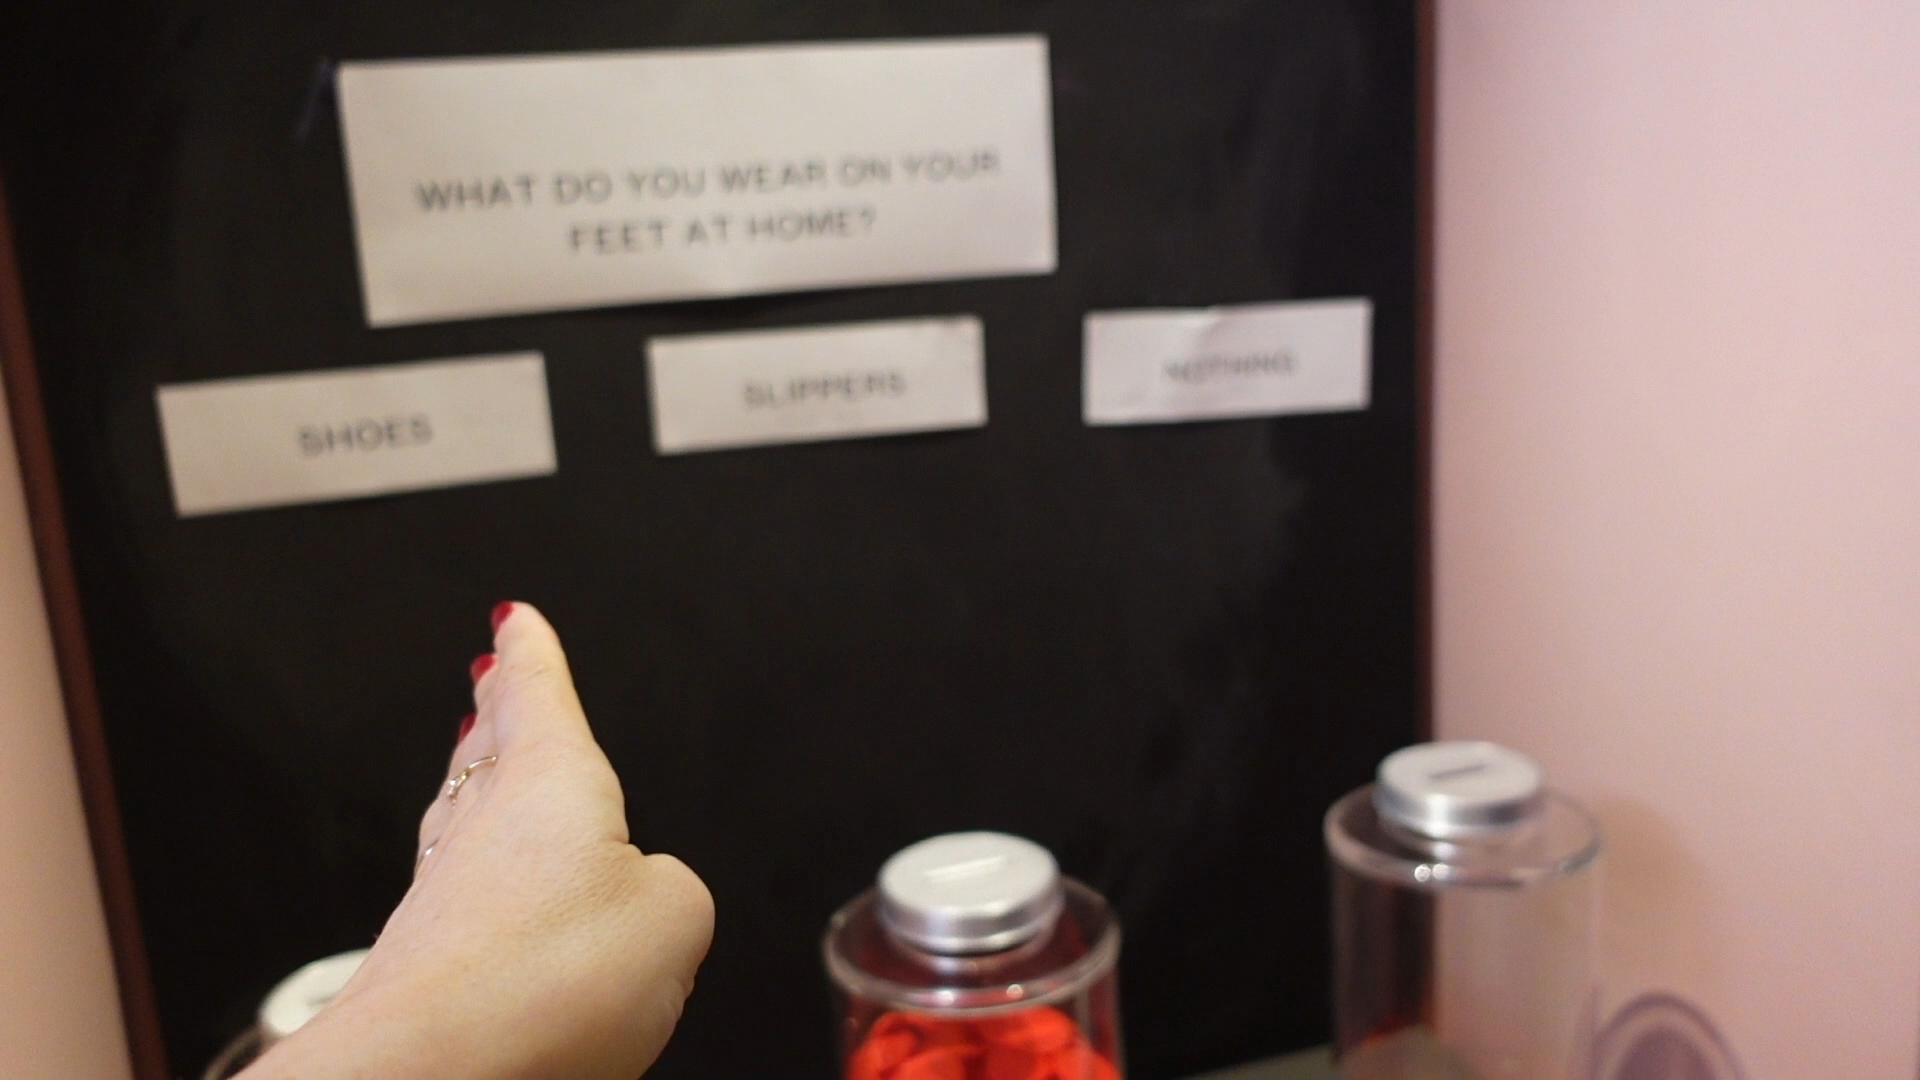 WHAT DO YOU WEAR ON YOUR
FEET AT HOME?
SHOES
SLIPPERS
NOTHING